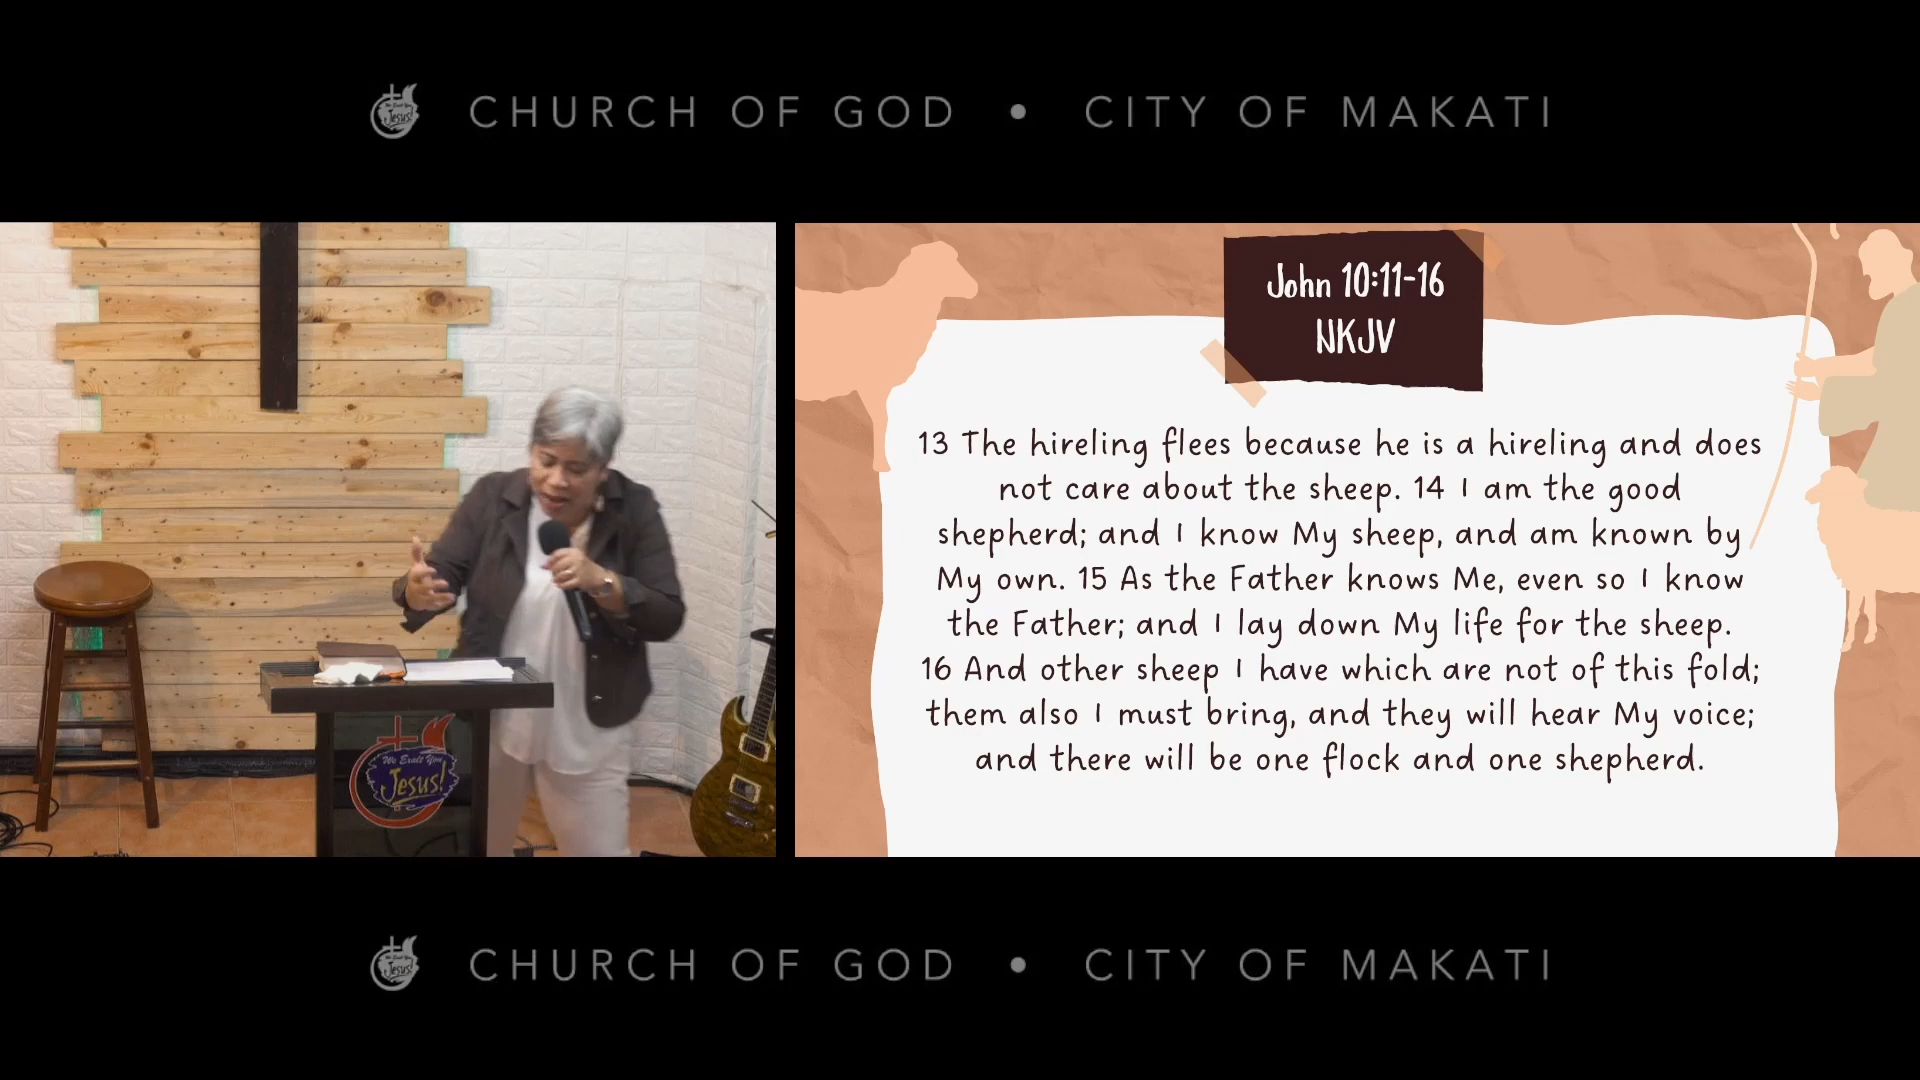 CHURCH OF GOD • CITY OF MAKATI
John 10:11-16
NKJV
13 The hireling flees because he is a hireling and does
not care about the sheep. 14 I am the good
shepherd; and I know My sheep, and am known by
My own. 15 As the Father knows Me, even so I know
the Father; and I lay down My life for the sheep.
16 And other sheep I have which are not of this fold;
them also I must bring, and they will hear My voice;
and there will be one flock and one shepherd.
We Exalt You
Jesus!
CHURCH OF GOD • CITY OF MAKATI